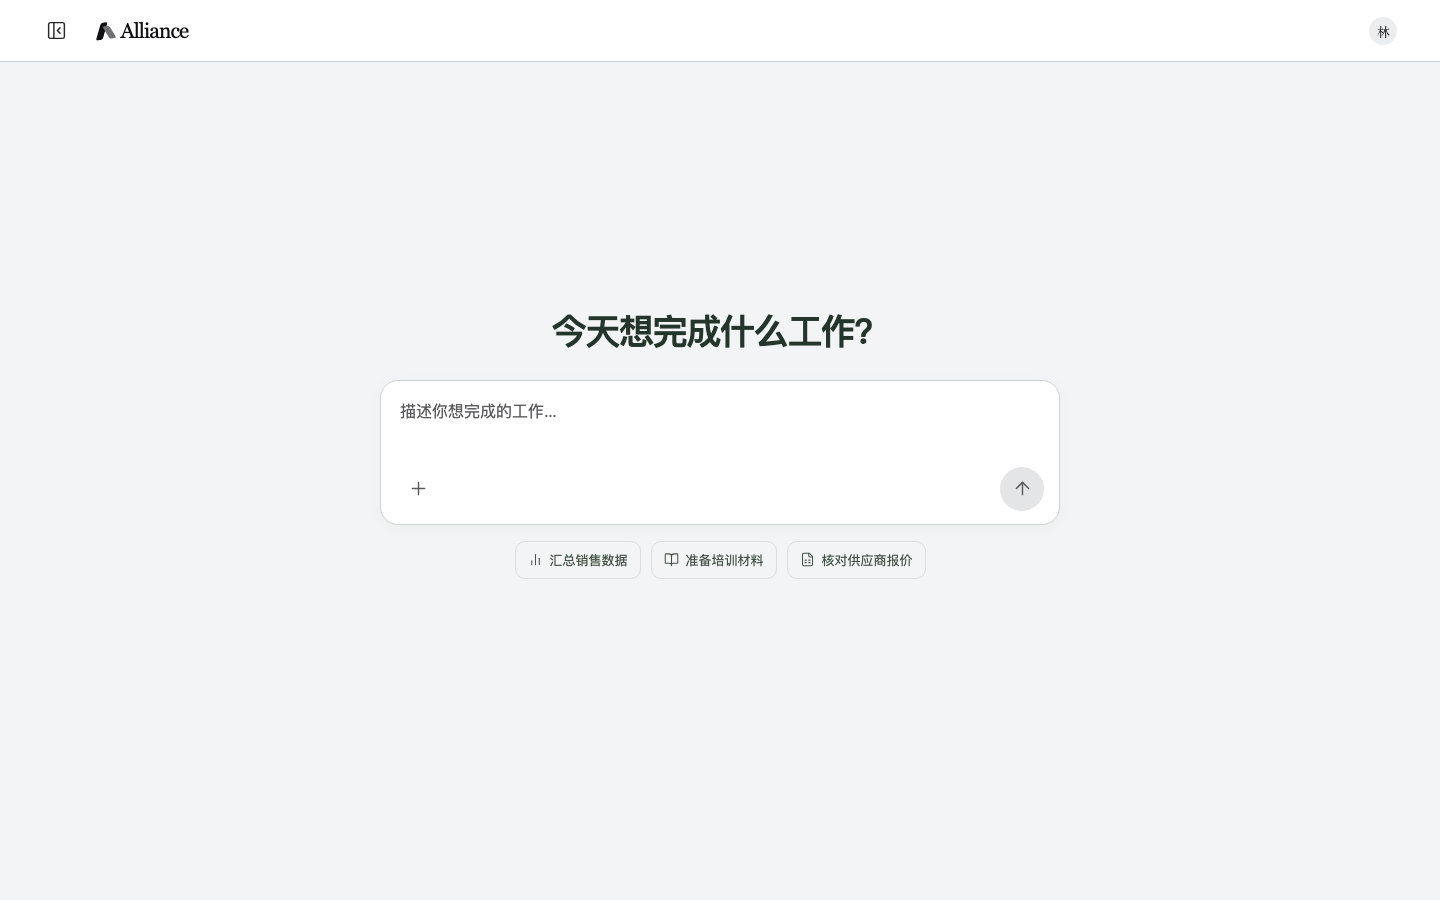 Alliance
林
今天想完成什么工作?
描述你想完成的工作...
汇总销售数据
准备培训材料
核对供应商报价